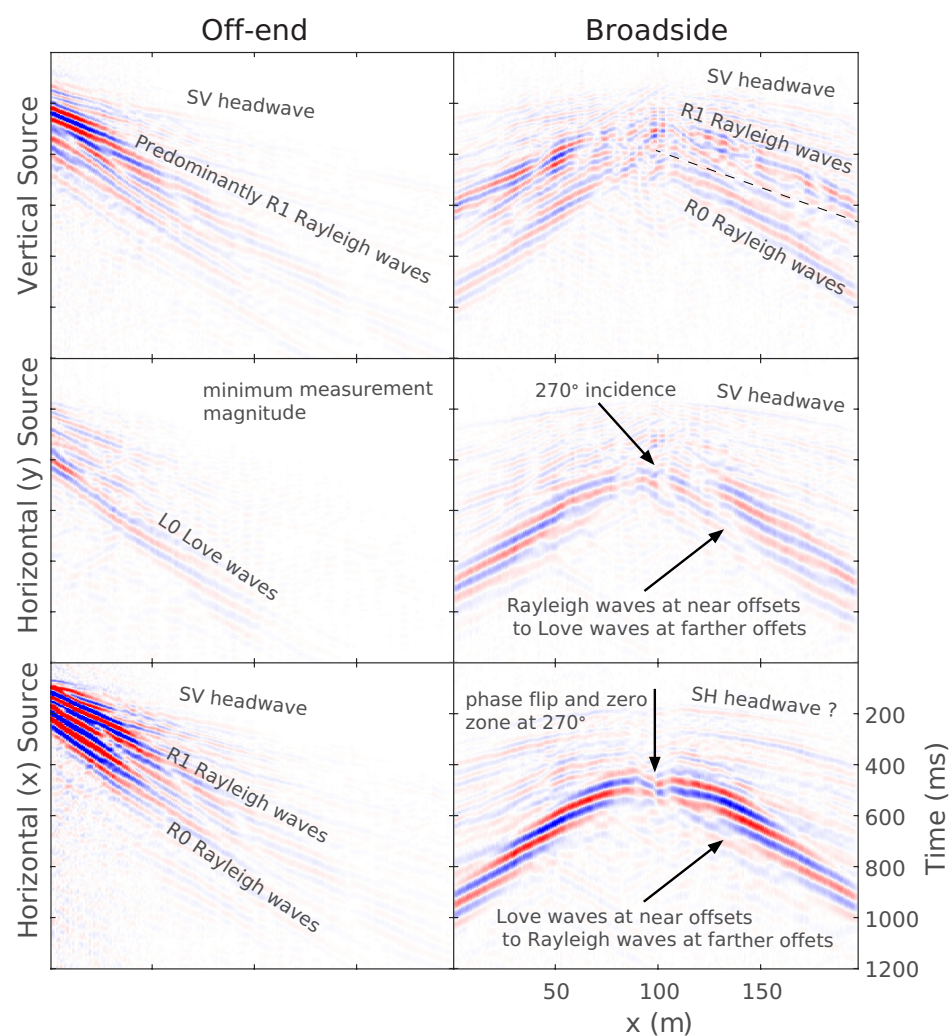 Off-end
Broadside
Vertical Source
SV headwave
Predominantly R1 Rayleigh waves
SV headwave
R1 Rayleigh waves
R0 Rayleigh waves
Horizontal (y) Source
minimum measurement
magnitude
L0 Love waves
270° incidence
SV headwave
Rayleigh waves at near offsets
to Love waves at farther offets
Horizontal (x) Source
SV headwave
R1 Rayleigh waves
R0 Rayleigh waves
phase flip and zero
zone at 270°
SH headwave ?
Love waves at near offsets
to Rayleigh waves at farther offets
200
400
600
800
1000
1200
Time (ms)
50
100
150
x (m)